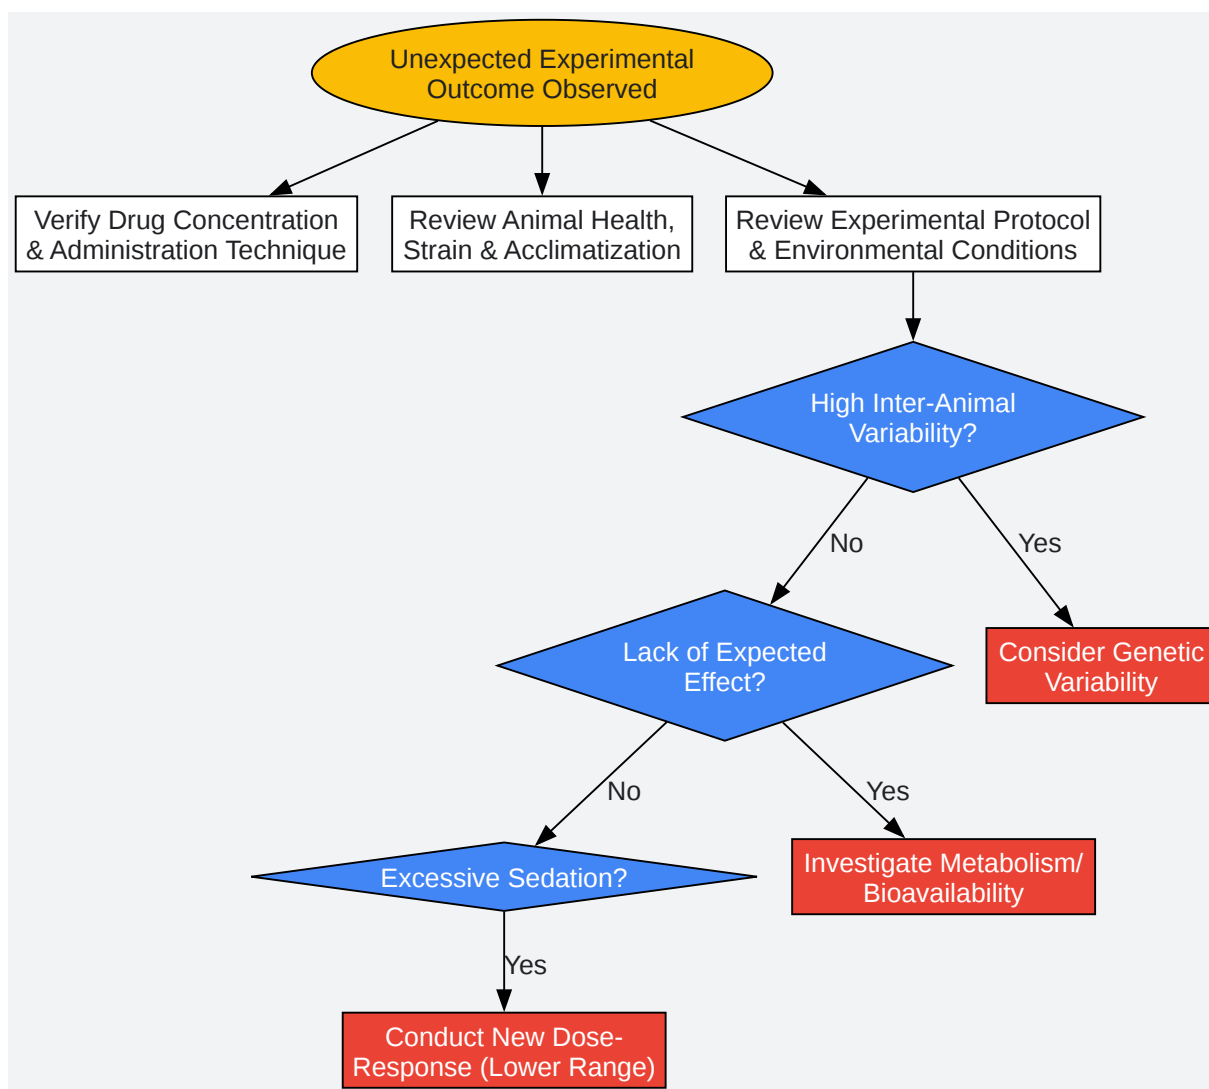 Unexpected Experimental
Outcome Observed
Verify Drug Concentration
& Administration Technique
Review Animal Health,
Strain & Acclimatization
Review Experimental Protocol
& Environmental Conditions
High Inter-Animal
Variability?
No
Yes
Lack of Expected
Effect?
Consider Genetic
Variability
No
Yes
Excessive Sedation?
Investigate Metabolism/
Bioavailability
Yes
Conduct New Dose-
Response (Lower Range)